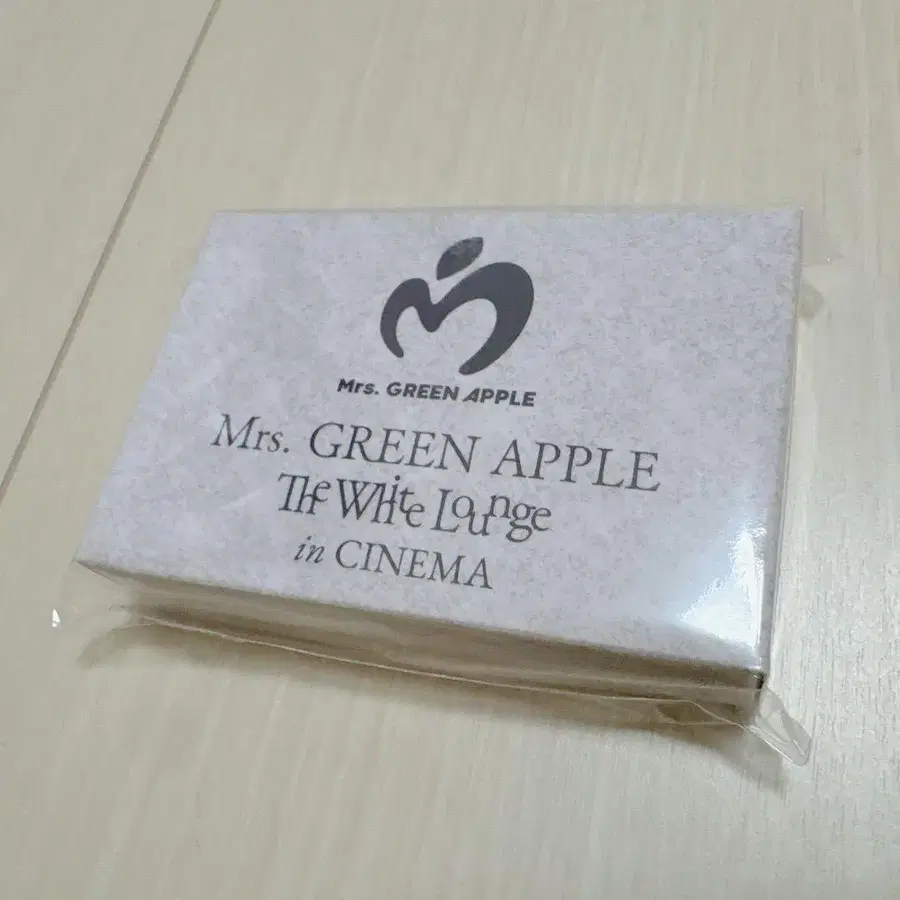 Mrs. GREEN APPLE
Mrs. GREEN APPLE
The White Lounge
in CINEMA